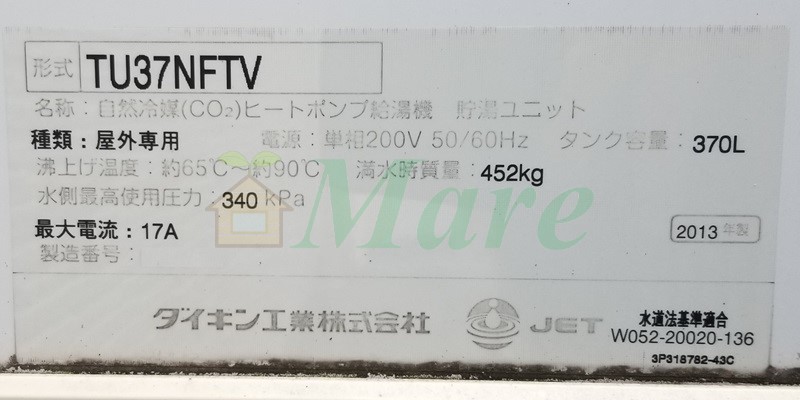 形式 TU37NFTV
名称：自然冷媒(CO₂)ヒートポンプ給湯機 貯湯ユニット
種類：屋外専用 電源：単相200V 50/60Hz タンク容量：370L
沸上げ温度：約65℃～約90℃ 満水時質量：452kg
水側最高使用圧力：340 kPa
最大電流：17A
2013 年製
製造番号：
Mare
ダイキン工業株式会社 JET 水道法基準適合
W052-20020-136
3P318782-43C